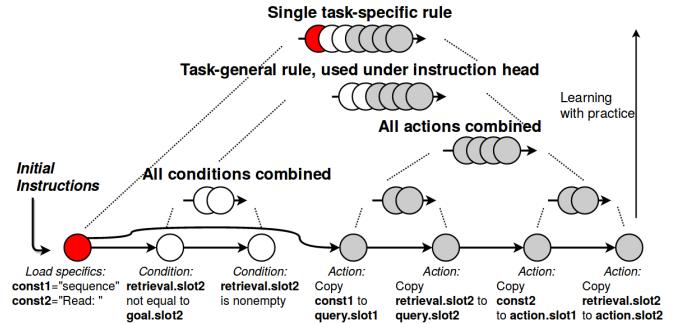 Single task-specific rule
Task-general rule, used under instruction head
Learning
with practice
All actions combined
Initial
Instructions
All conditions combined
Load specifics:
const1="sequence"
const2="Read: "
Condition:
retrieval.slot2
not equal to
goal.slot2
Condition:
retrieval.slot2
is nonempty
Action:
Copy
const1 to
query.slot1
Action:
Copy
retrieval.slot2 to
query.slot2
Action:
Copy
const2
to action.slot1
Action:
Copy
retrieval.slot2
to action.slot2